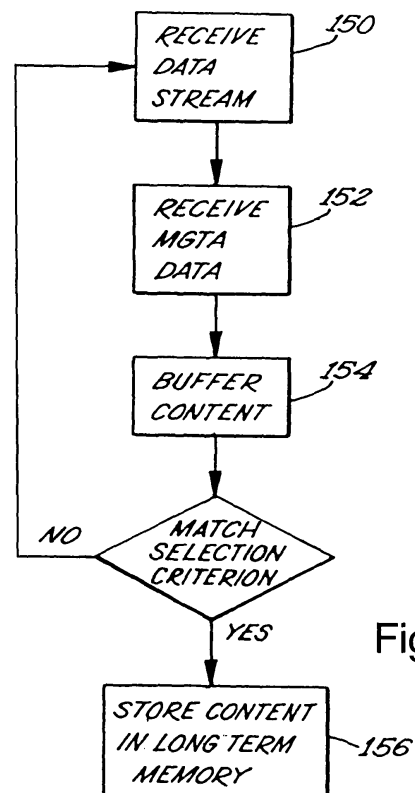 RECEIVE
DATA
STREAM
150
RECEIVE
MGTA
DATA
152
BUFFER
CONTENT
154
MATCH
SELECTION
CRITERION
NO
YES
Fig
STORE CONTENT
IN LONG TERM
MEMORY
156